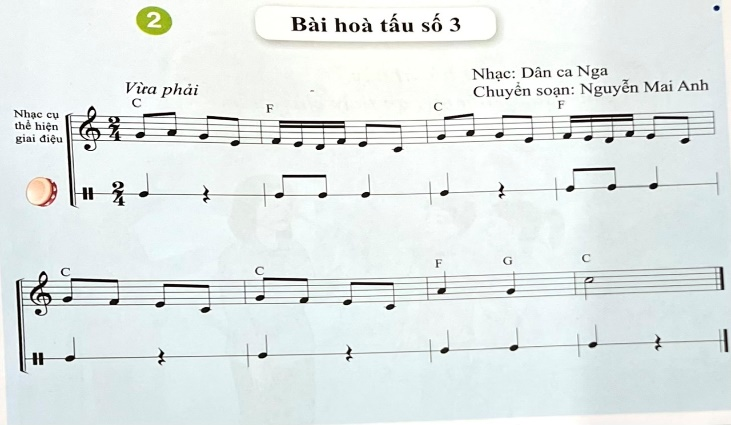 2
Bài hoà tấu số 3
Nhạc: Dân ca Nga
Chuyển soạn: Nguyễn Mai Anh
Vừa phải
C F C F
Nhạc cụ
thể hiện
giai điệu
2
4
2
4
C C F G C